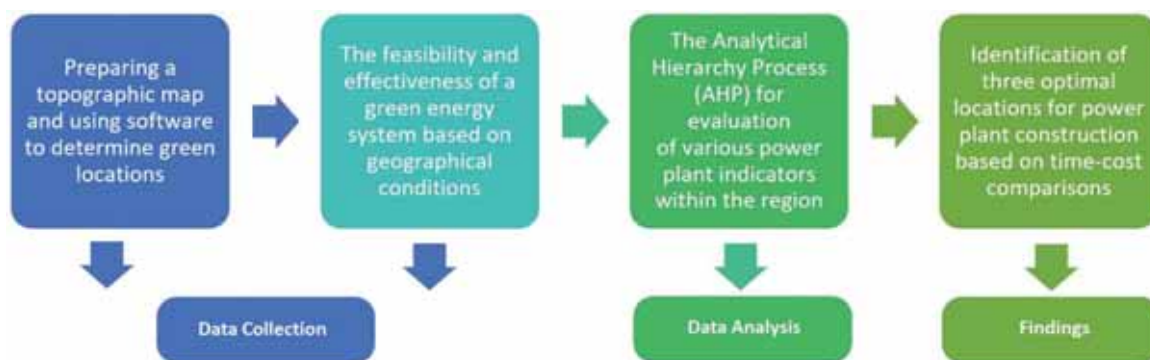 Preparing a
topographic map
and using software
to determine green
locations
The feasibility and
effectiveness of a
green energy
system based on
geographical
conditions
The Analytical
Hierarchy Process
(AHP) for
evaluation
of various power
plant indicators
within the region
Identification of
three optimal
locations for power
plant construction
based on time-cost
comparisons
Data Collection
Data Analysis
Findings